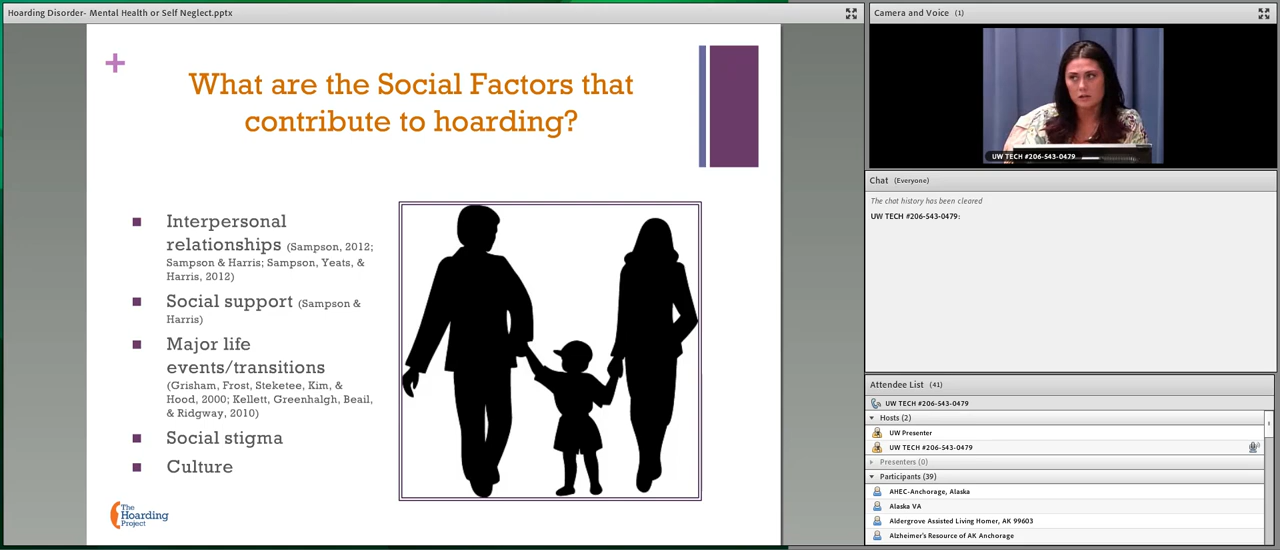 Hoarding Disorder- Mental Health or Self Neglect.pptx
What are the Social Factors that
contribute to hoarding?
Interpersonal
relationships (Sampson, 2012;
Sampson & Harris; Sampson, Yeats, &
Harris, 2012)
Social support (Sampson &
Harris)
Major life
events/transitions
(Grisham, Frost, Steketee, Kim, &
Hood, 2000; Kellett, Greenhalgh, Beail,
& Ridgway, 2010)
Social stigma
Culture
The
Hoarding
Project
Camera and Voice (1)
UW TECH #206-543-0479
Chat (Everyone)
The chat history has been cleared
UW TECH #206-543-0479:
Attendee List (41)
UW TECH #206-543-0479
Hosts (2)
UW Presenter
UW TECH #206-543-0479
Presenters (0)
Participants (39)
AHEC-Anchorage, Alaska
Alaska VA
Aldergrove Assisted Living Homer, AK 99603
Alzheimer's Resource of AK Anchorage